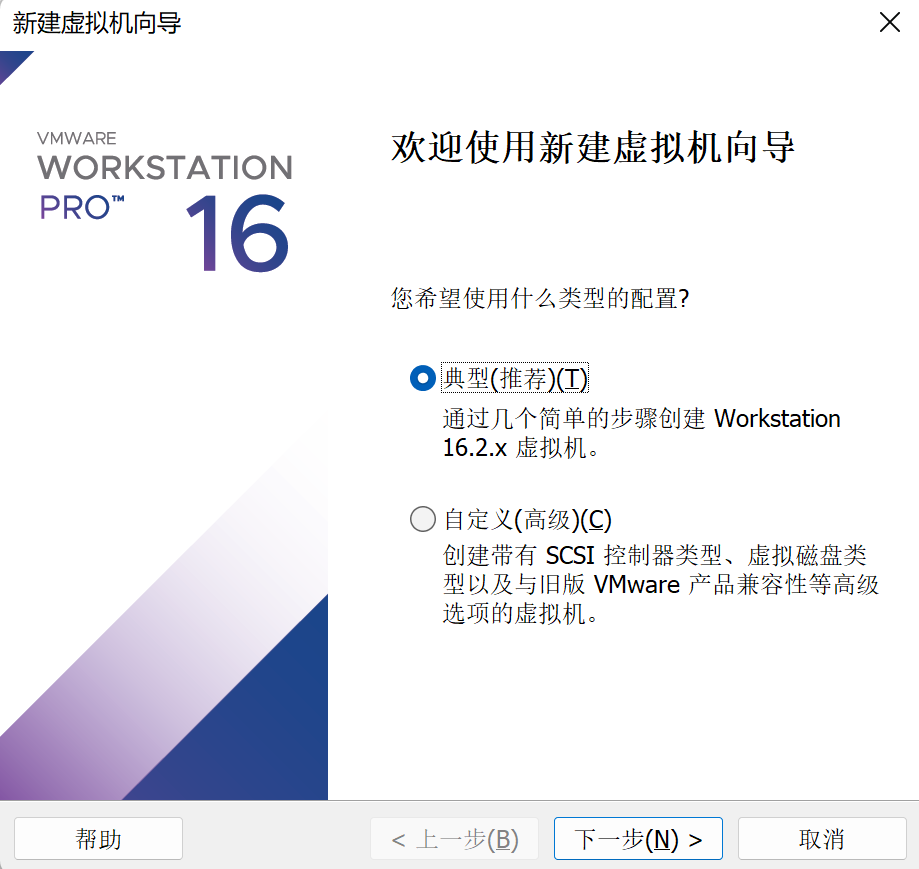 新建虚拟机向导
VMWARE
WORKSTATION
PRO™
16
欢迎使用新建虚拟机向导
您希望使用什么类型的配置?
典型(推荐)(T)
通过几个简单的步骤创建 Workstation
16.2.x 虚拟机。
自定义(高级)(C)
创建带有 SCSI 控制器类型、虚拟磁盘类
型以及与旧版 VMware 产品兼容性等高级
选项的虚拟机。
帮助
< 上一步(B)
下一步(N) >
取消